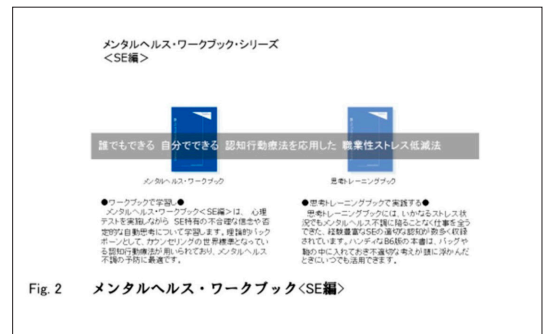 メンタルヘルス・ワークブック・シリーズ
＜SE編＞
誰でもできる 自分でできる 認知行動療法を応用した 職業性ストレス低減法
メンタルヘルス・ワークブック
思考トレーニングブック
●ワークブックで学習し●
メンタルヘルス・ワークブック＜SE編＞は、心理
テストを実施しながら SE特有の不合理な信念や否
定的な自動思考について学習します。理論的バック
ボーンとして、カウンセリングの世界標準となってい
る認知行動療法が用いられており、メンタルヘルス
不調の予防に最適です。
●思考トレーニングブックで実践する●
思考トレーニングブックには、いかなるストレス状
況でもメンタルヘルス不調に陥ることなく仕事を全う
できた、経験豊富なSEの適切な認知が数多く収録
されています。ハンディなB6版の本書は、バッグや
鞄の中に入れておき不適切な考えが頭に浮かんだ
ときにいつでも活用できます。
Fig. 2 メンタルヘルス・ワークブック〈SE編〉